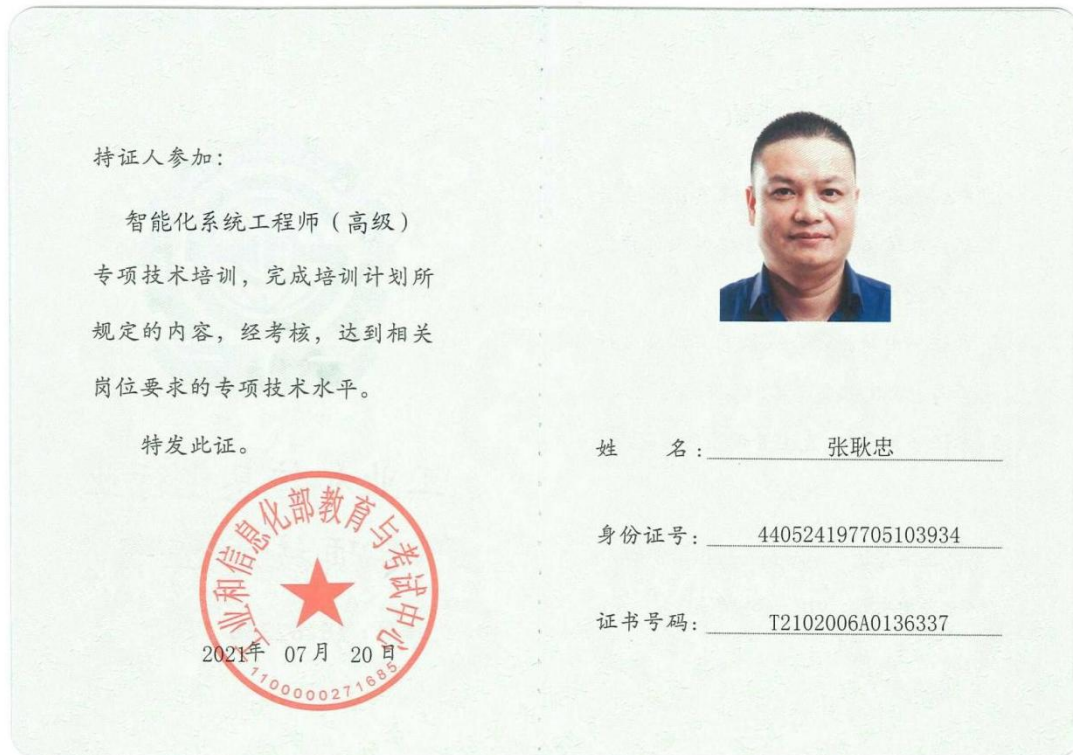 持证人参加：
智能化系统工程师（高级）
专项技术培训，完成培训计划所
规定的内容，经考核，达到相关
岗位要求的专项技术水平。
特发此证。
工业和信息化部教育与考试中心
2021年 07月 20日
1100000271685
姓 名：张耿忠
身份证号：440524197705103934
证书号码：T2102006A0136337